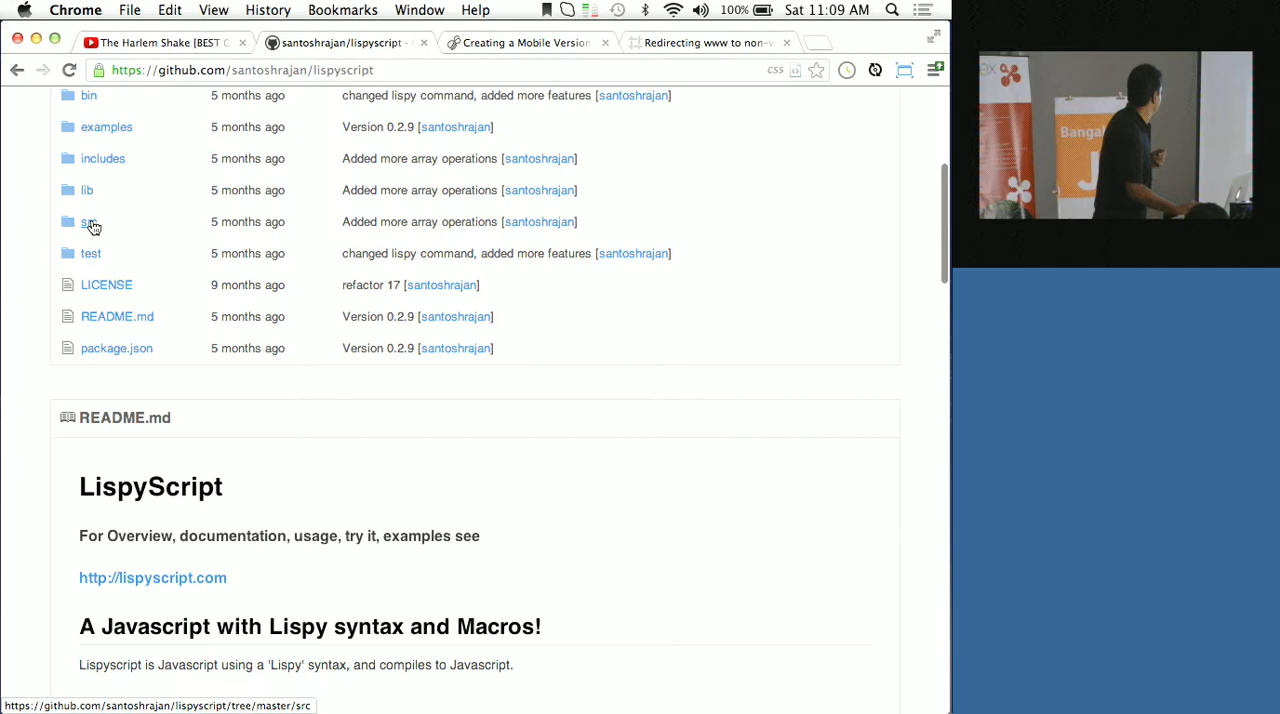 Chrome File Edit View History Lispmarks Window Help 100% Sat 11:09 AM
The Harlem Shake [BEST C santoshrajan/lispyscript · Creating a Mobile Version Redirecting www to non-v
https://github.com/santoshrajan/lispyscript css
bin 5 months ago changed lispy command, added more features [santoshrajan]
examples 5 months ago Version 0.2.9 [santoshrajan]
includes 5 months ago Added more array operations [santoshrajan]
lib 5 months ago Added more array operations [santoshrajan]
src 5 months ago Added more array operations [santoshrajan]
test 5 months ago changed lispy command, added more features [santoshrajan]
LICENSE 9 months ago refactor 17 [santoshrajan]
README.md 5 months ago Version 0.2.9 [santoshrajan]
package.json 5 months ago Version 0.2.9 [santoshrajan]
README.md
LispyScript
For Overview, documentation, usage, try it, examples see
http://lispyscript.com
A Javascript with Lispy syntax and Macros!
Lispyscript is Javascript using a 'Lispy' syntax, and compiles to Javascript.
https://github.com/santoshrajan/lispyscript/tree/master/src
ex
Bangal
J